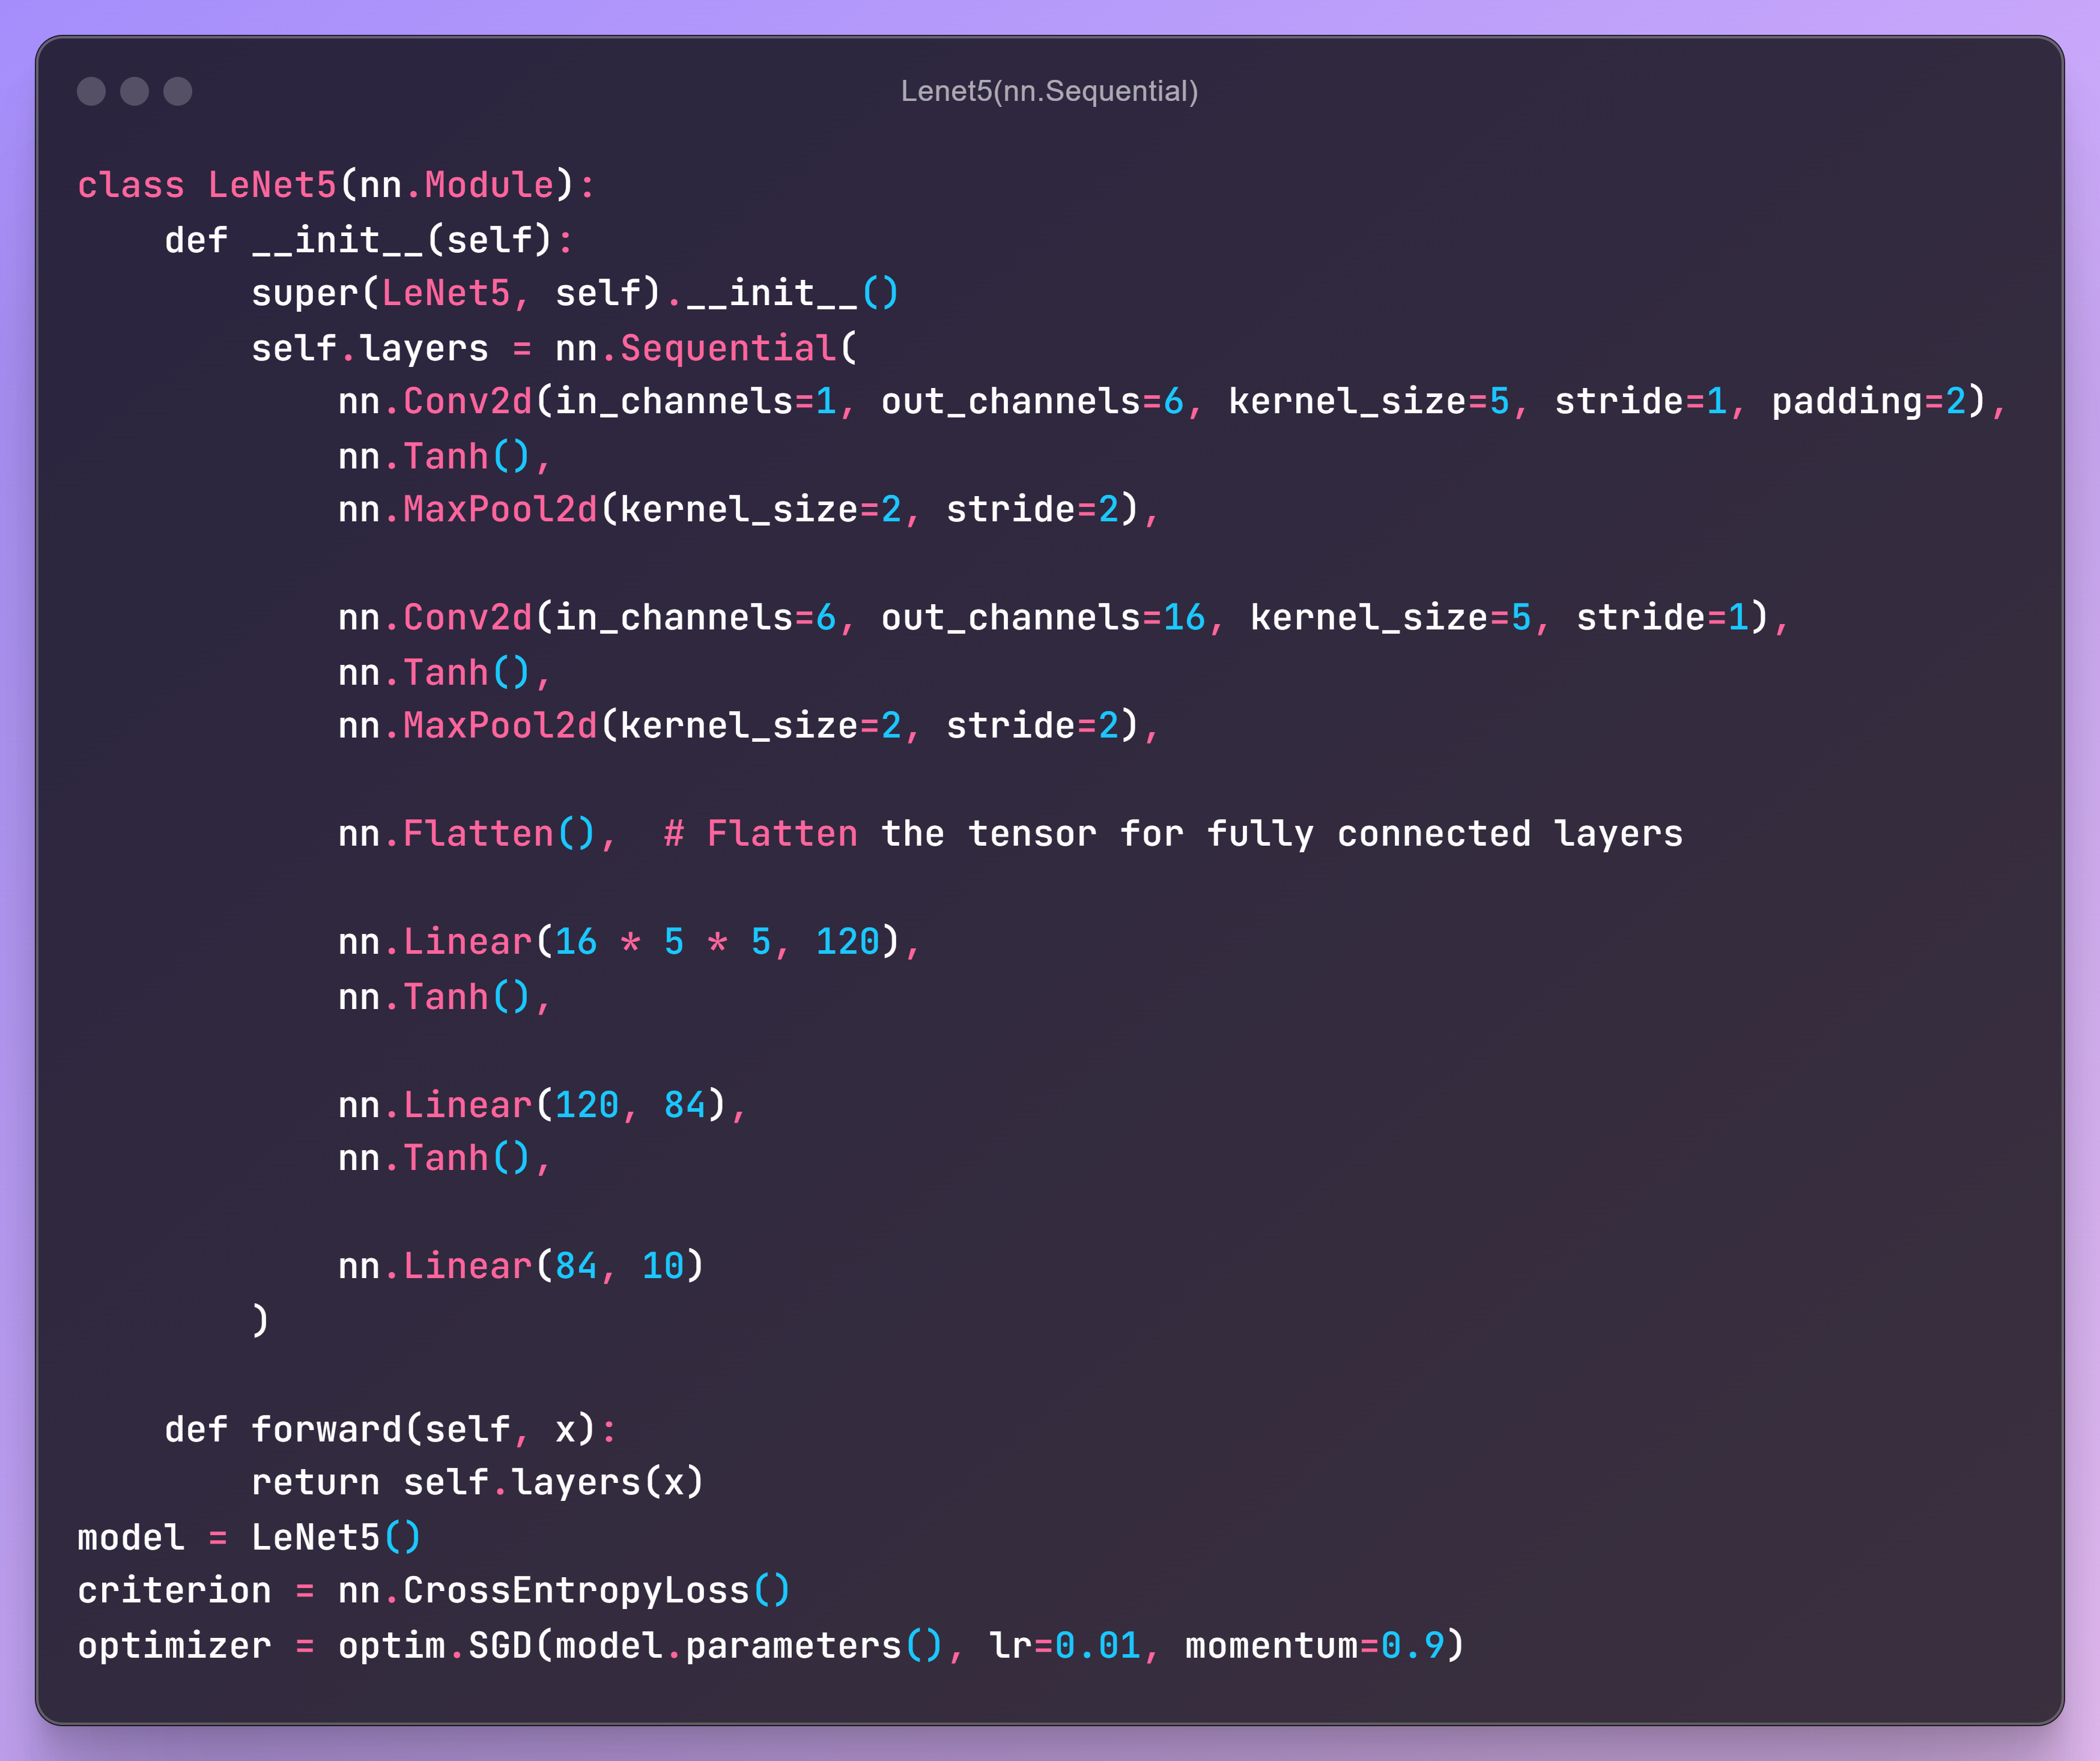 Lenet5(nn.Sequential)
class LeNet5(nn.Module):
    def __init__(self):
        super(LeNet5, self).__init__()
        self.layers = nn.Sequential(
            nn.Conv2d(in_channels=1, out_channels=6, kernel_size=5, stride=1, padding=2),
            nn.Tanh(),
            nn.MaxPool2d(kernel_size=2, stride=2),

            nn.Conv2d(in_channels=6, out_channels=16, kernel_size=5, stride=1),
            nn.Tanh(),
            nn.MaxPool2d(kernel_size=2, stride=2),

            nn.Flatten(),  # Flatten the tensor for fully connected layers

            nn.Linear(16 * 5 * 5, 120),
            nn.Tanh(),

            nn.Linear(120, 84),
            nn.Tanh(),

            nn.Linear(84, 10)
        )

    def forward(self, x):
        return self.layers(x)
model = LeNet5()
criterion = nn.CrossEntropyLoss()
optimizer = optim.SGD(model.parameters(), lr=0.01, momentum=0.9)